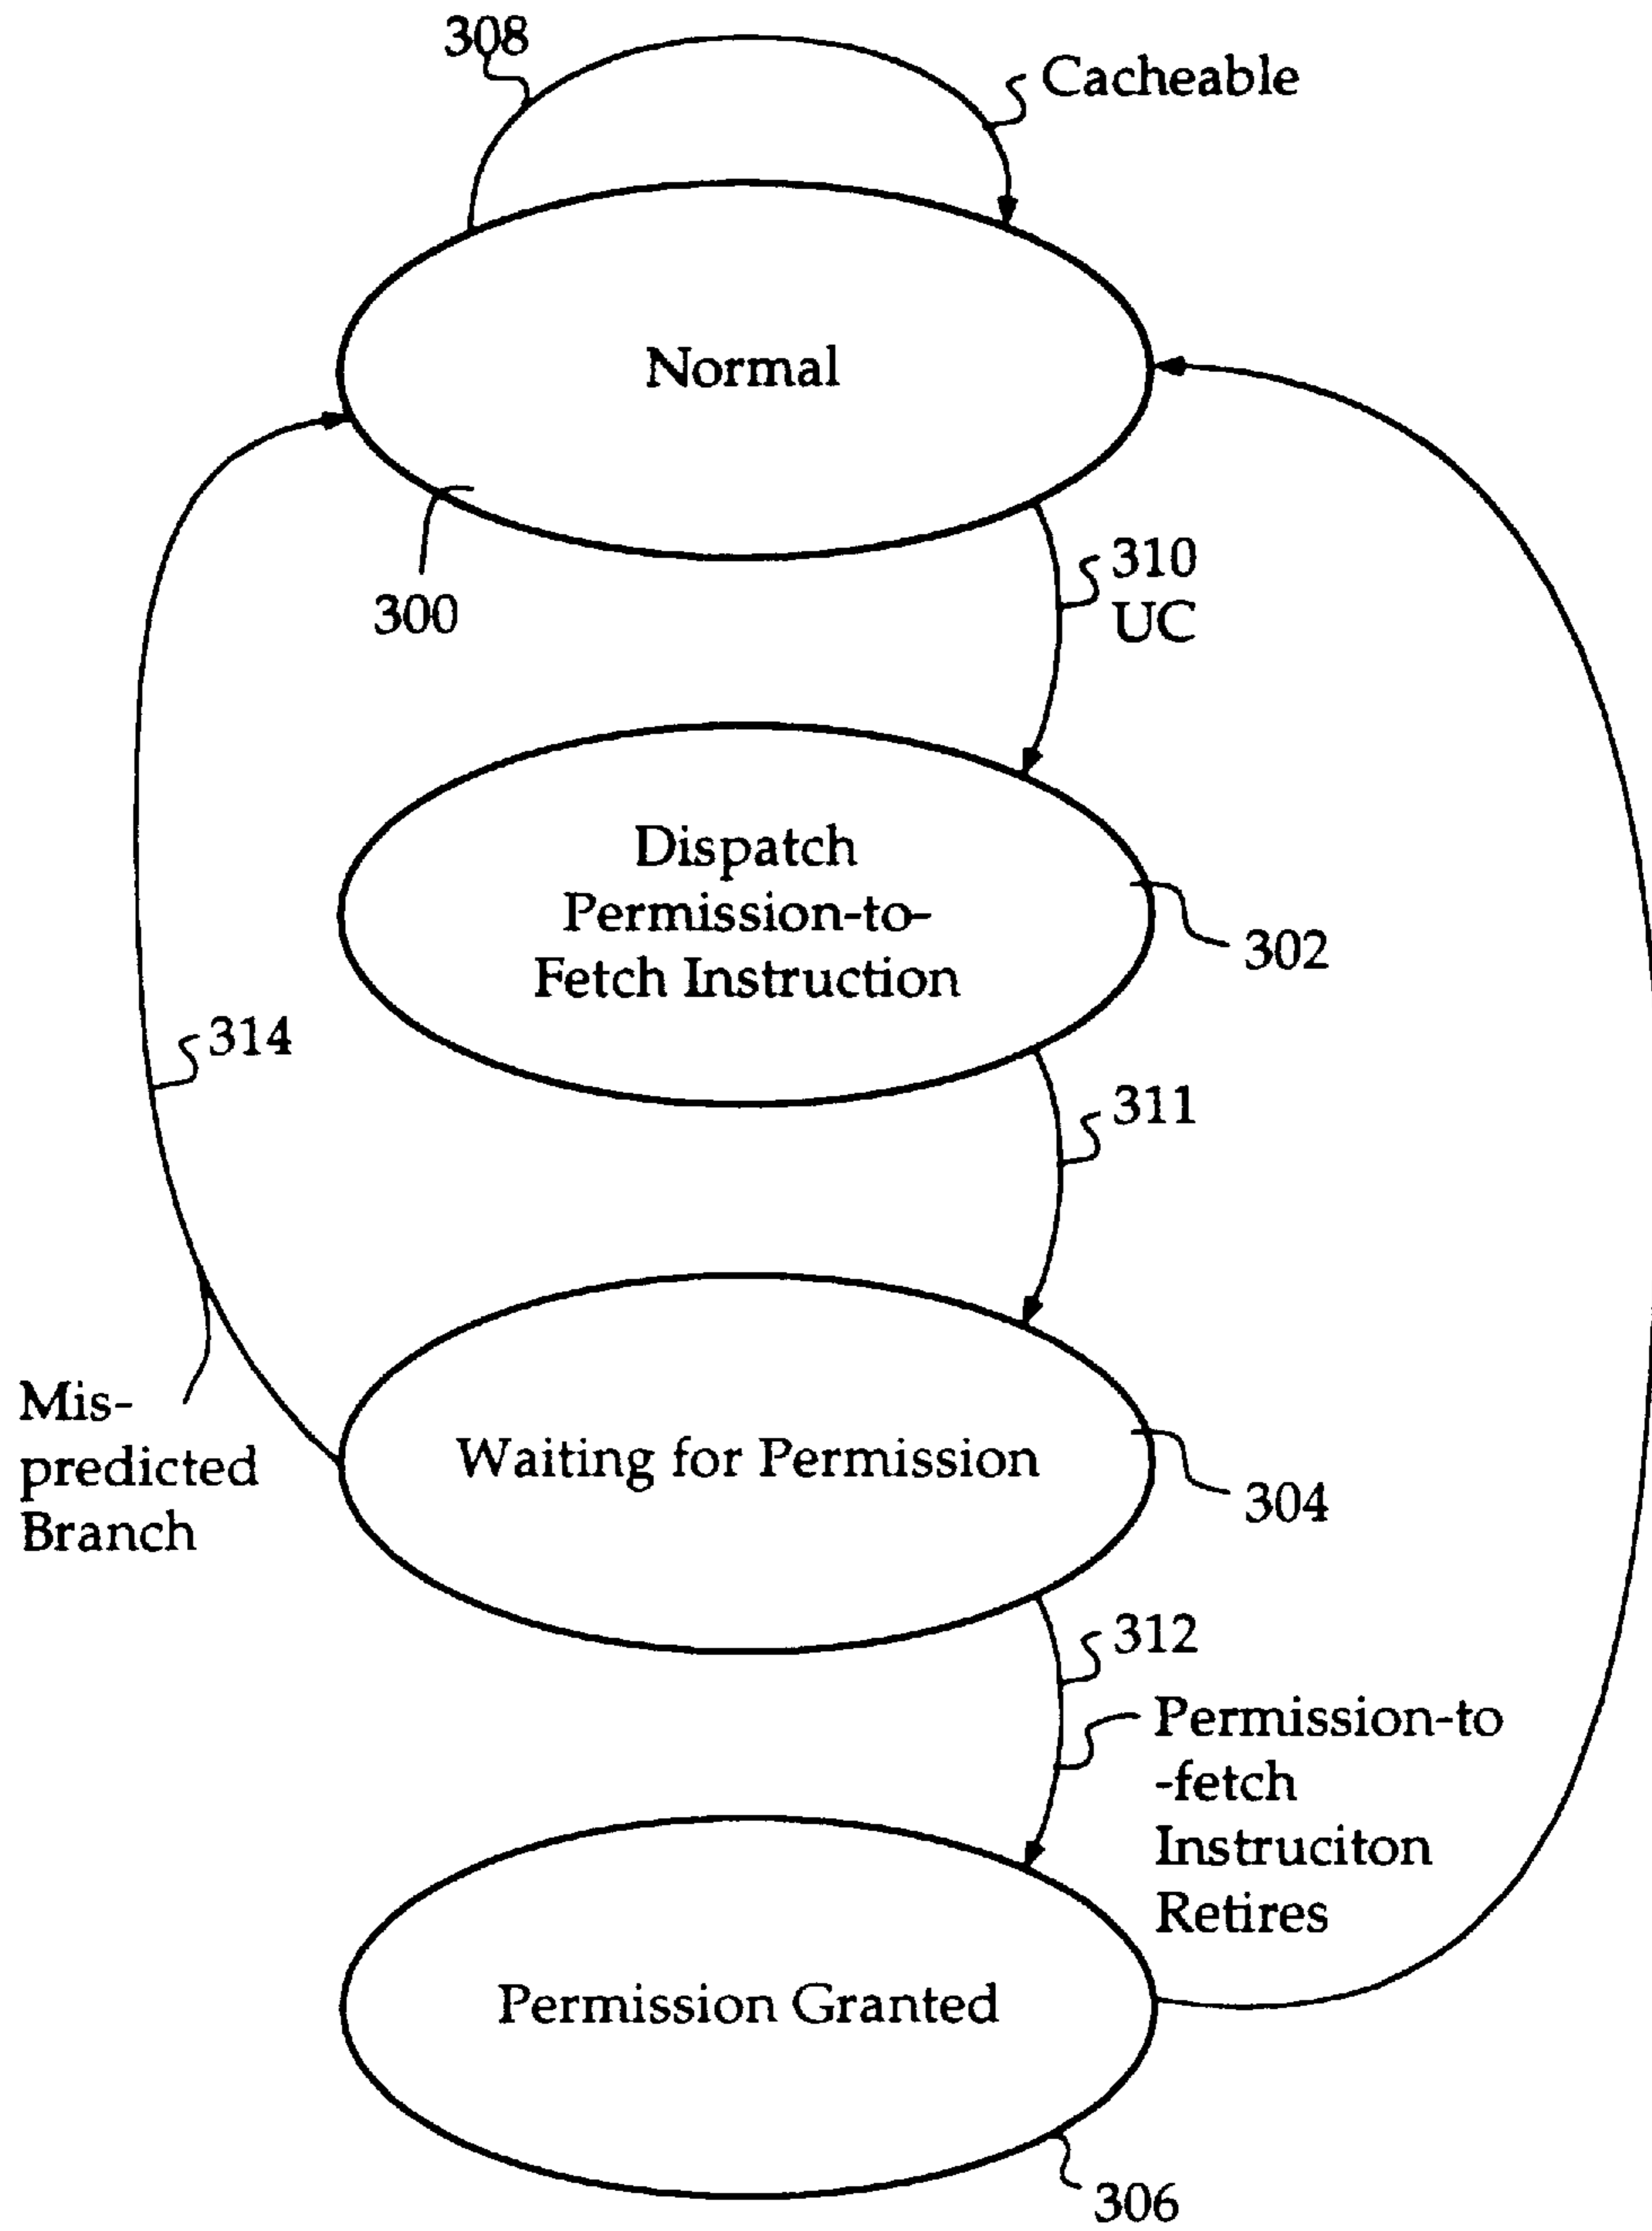 308
Cacheable
Normal
300
310
UC
Dispatch
Permission-to-
Fetch Instruction
302
314
311
Mis-
predicted
Branch
Waiting for Permission
304
312
Permission-to
-fetch
Instruciton
Retires
Permission Granted
306